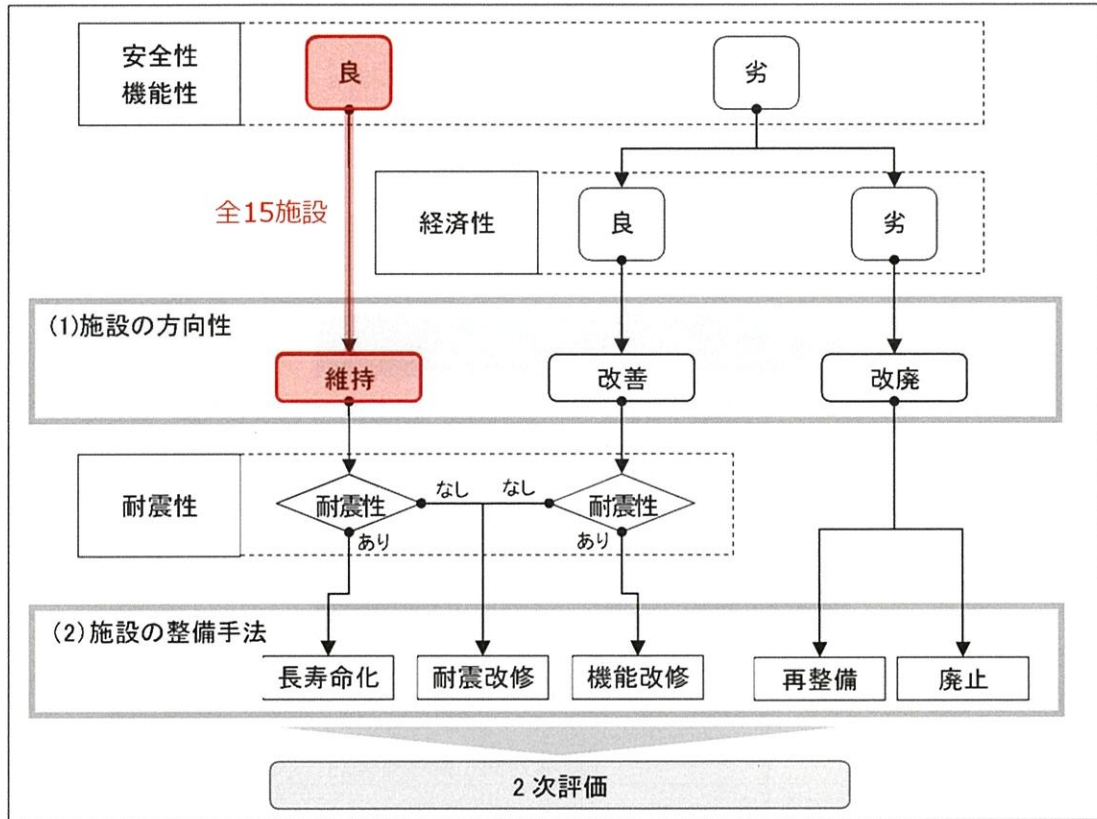 安全性
機能性
良
劣
全15施設
経済性
良
劣
(1)施設の方向性
維持
改善
改廃
耐震性
耐震性
なし
なし
耐震性
あり
あり
(2)施設の整備手法
長寿命化
耐震改修
機能改修
再整備
廃止
2次評価